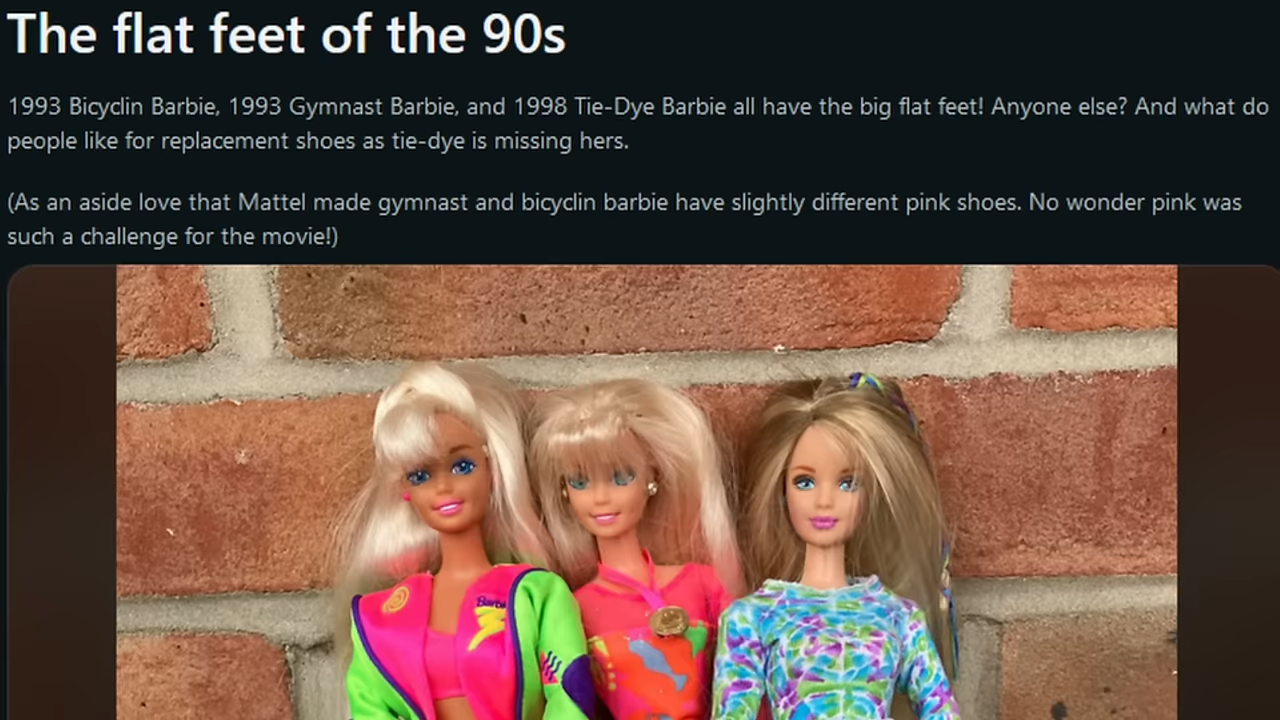 The flat feet of the 90s
1993 Bicyclin Barbie, 1993 Gymnast Barbie, and 1998 Tie-Dye Barbie all have the big flat feet! Anyone else? And what do
people like for replacement shoes as tie-dye is missing hers.
(As an aside love that Mattel made gymnast and bicyclin barbie have slightly different pink shoes. No wonder pink was
such a challenge for the movie!)
Barbie